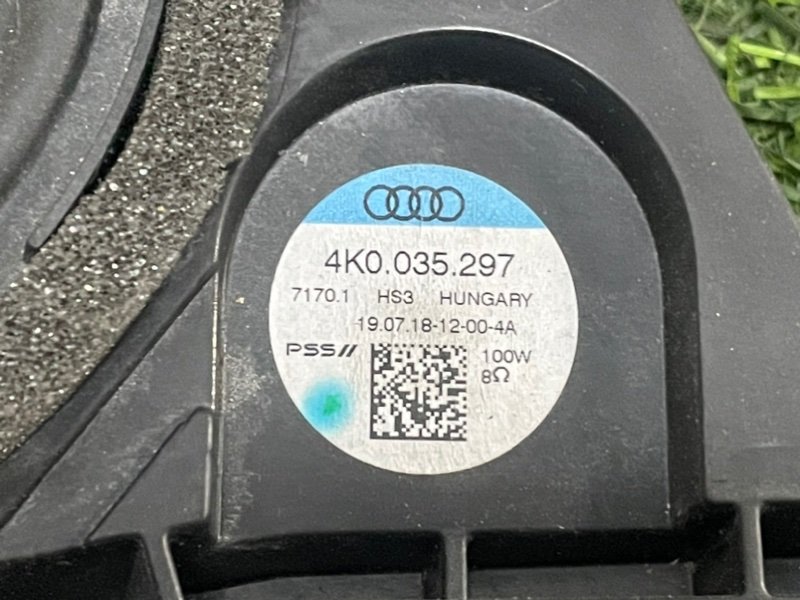 4K0.035.297
7170.1 HS3 HUNGARY
19.07.18-12-00-4A
PSS//
100W
8Ω